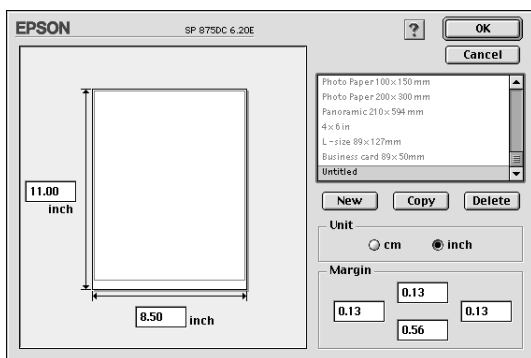 EPSON
SP 875DC 6.20E
?
OK
Cancel
Photo Paper 100×150 mm
Photo Paper 200×300 mm
Panoramic 210×594 mm
4×6 in
L-size 89×127mm
Business card 89×50mm
Untitled
New
Copy
Delete
11.00
inch
8.50
inch
Unit
cm
inch
Margin
0.13
0.13
0.13
0.56